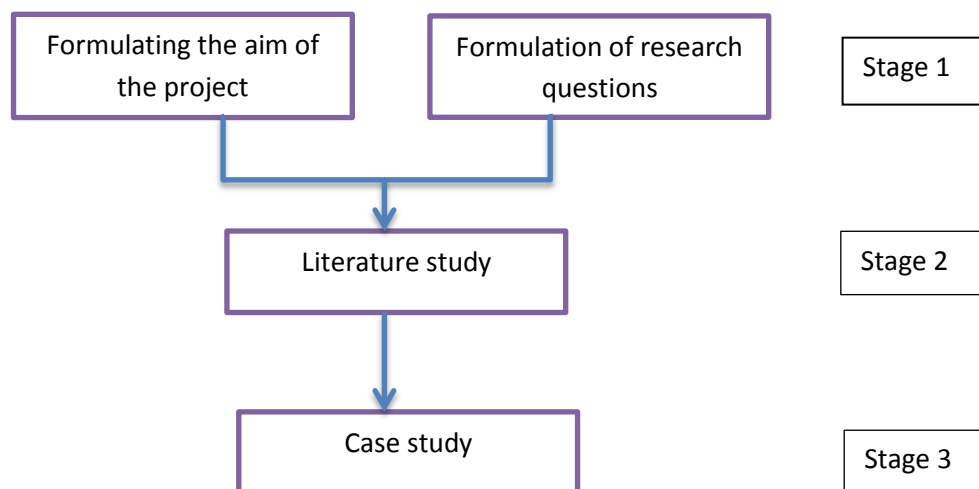 Formulating the aim of
the project
Formulation of research
questions
Stage 1
Literature study
Stage 2
Case study
Stage 3